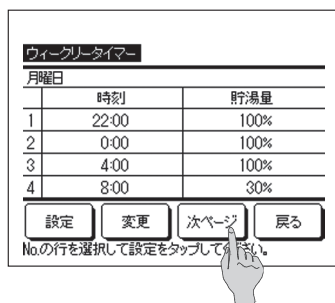 ウィークリータイマー
月曜日
時刻 貯湯量
1 22:00 100%
2 0:00 100%
3 4:00 100%
4 8:00 30%
設定 変更 次ページ 戻る
No.の行を選択して設定をタップしてください。